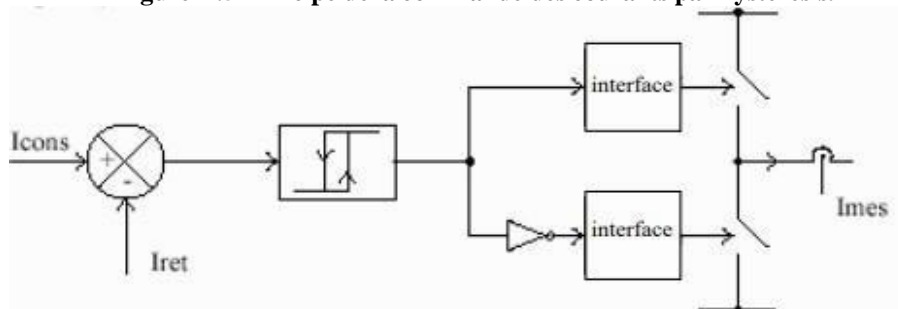 Icons
+
-
Iret
interface
interface
Imes